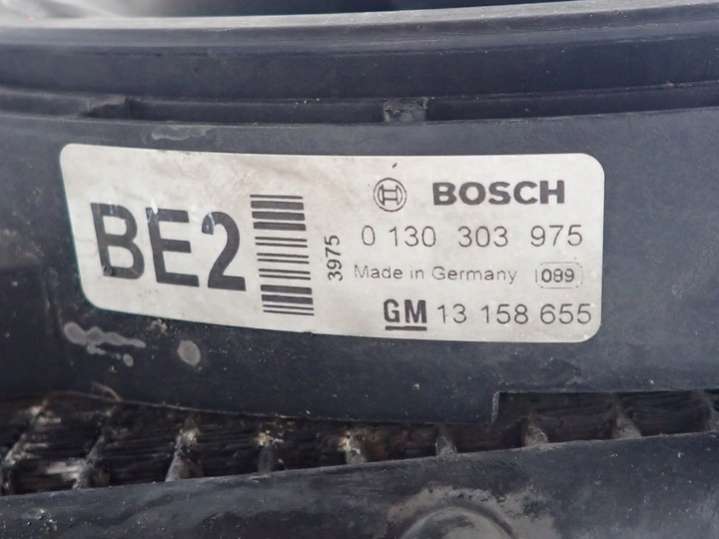 BE2
3975
BOSCH
0 130 303 975
Made in Germany 089
GM 13 158 655